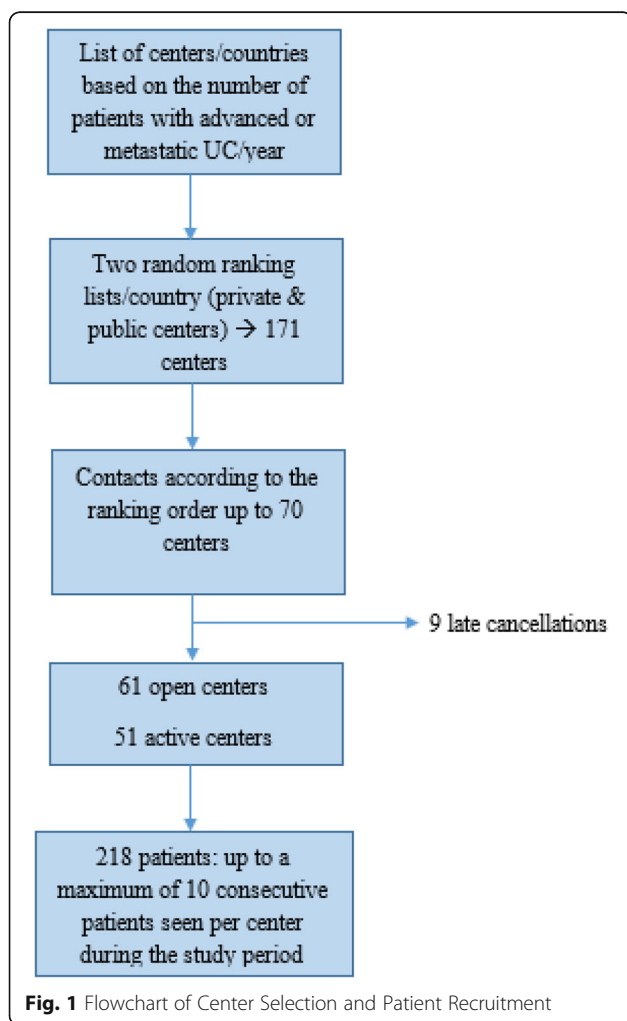 List of centers/countries
based on the number of
patients with advanced or
metastatic UC/year
Two random ranking
lists/country (private &
public centers) → 171
centers
Contacts according to the
ranking order up to 70
centers
9 late cancellations
61 open centers
51 active centers
218 patients: up to a
maximum of 10 consecutive
patients seen per center
during the study period
Fig. 1 Flowchart of Center Selection and Patient Recruitment